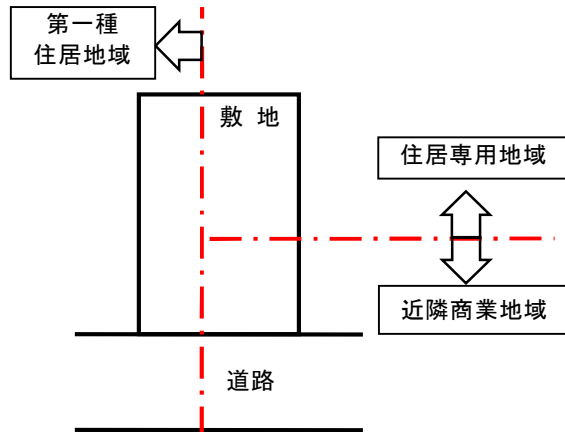 第一種
住居地域
敷 地
住居専用地域
近隣商業地域
道路